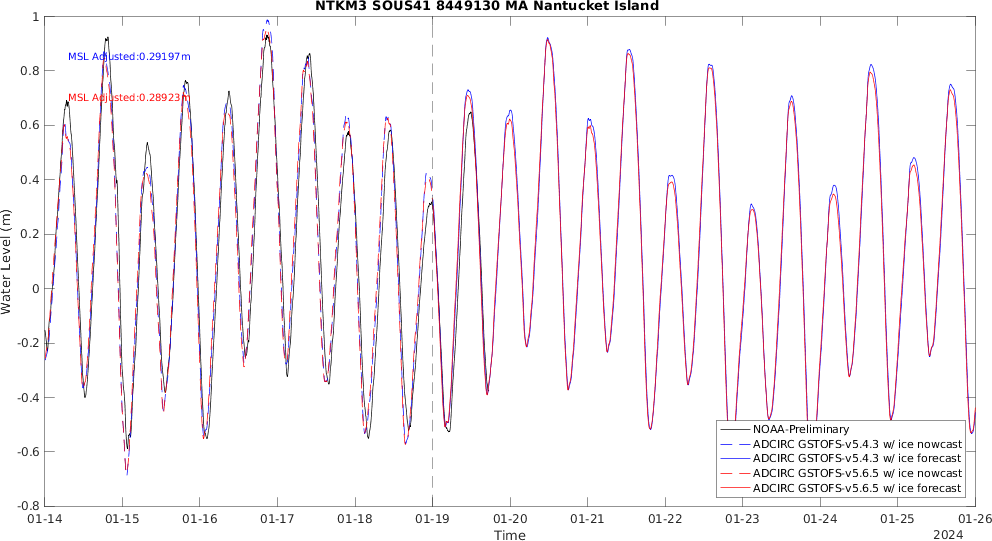 NTKM3 SOUS41 8449130 MA Nantucket Island
MSL Adjusted:0.29197m
MSL Adjusted:0.28923m
Water Level (m)
1
0.8
0.6
0.4
0.2
0
-0.2
-0.4
-0.6
-0.8
NOAA-Preliminary
ADCIRC GSTOFS-v5.4.3 w/ ice nowcast
ADCIRC GSTOFS-v5.4.3 w/ ice forecast
ADCIRC GSTOFS-v5.6.5 w/ ice nowcast
ADCIRC GSTOFS-v5.6.5 w/ ice forecast
01-14 01-15 01-16 01-17 01-18 01-19 01-20 01-21 01-22 01-23 01-24 01-25 01-26
Time
2024